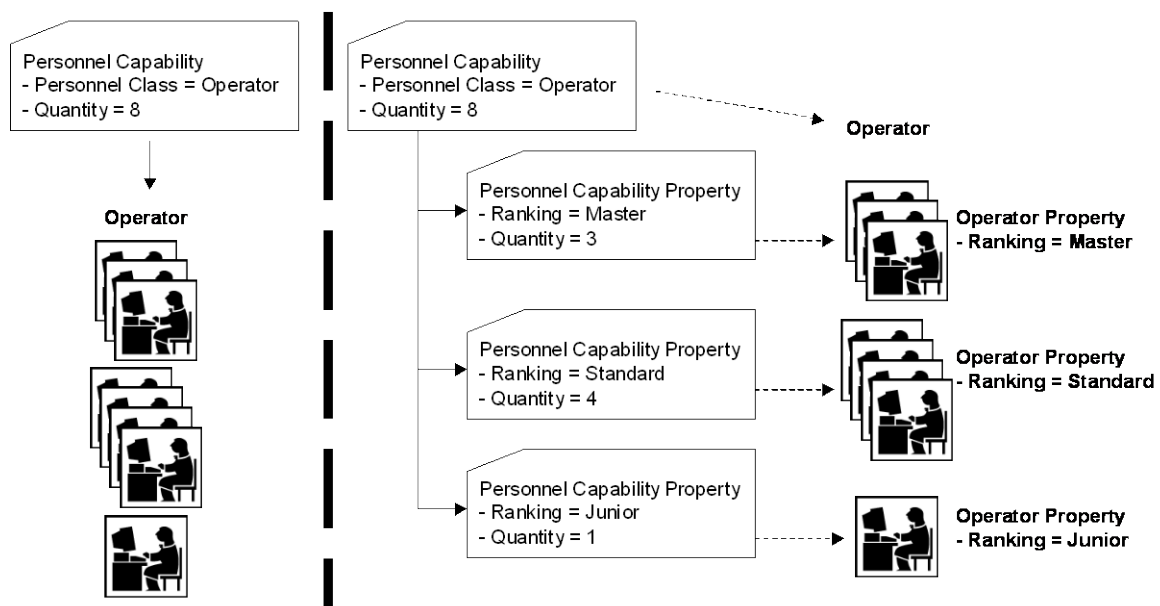 Personnel Capability
- Personnel Class = Operator
- Quantity = 8
Operator
Personnel Capability
- Personnel Class = Operator
- Quantity = 8
Operator
Personnel Capability Property
- Ranking = Master
- Quantity = 3
Operator Property
- Ranking = Master
Personnel Capability Property
- Ranking = Standard
- Quantity = 4
Operator Property
- Ranking = Standard
Personnel Capability Property
- Ranking = Junior
- Quantity = 1
Operator Property
- Ranking = Junior